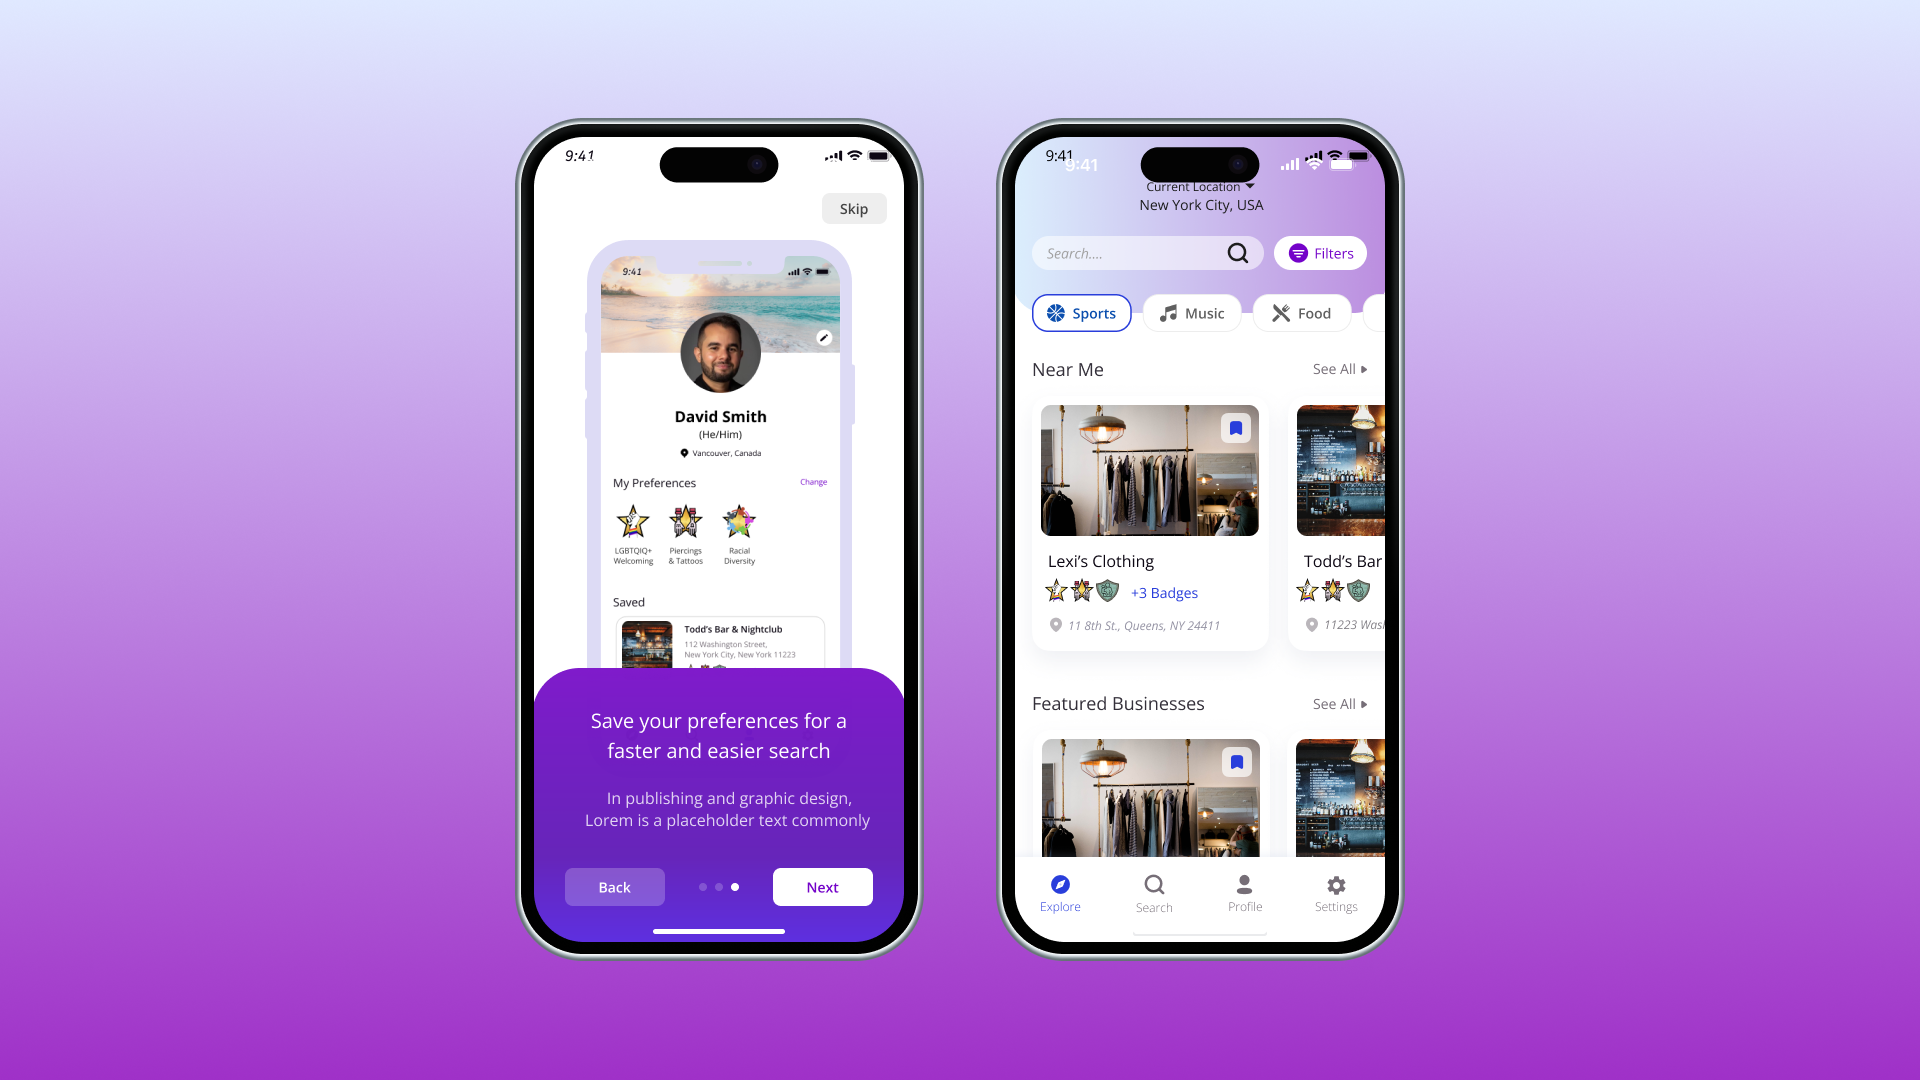 9:41
Skip
9:41
David Smith
(He/Him)
Vancouver, Canada
My Preferences
Change
LGBTQIQ+
Welcoming
Piercings
& Tattoos
Racial
Diversity
Saved
Todd's Bar & Nightclub
112 Washington Street,
New York City, New York 11223
Save your preferences for a
faster and easier search
In publishing and graphic design,
Lorem is a placeholder text commonly
Back
Next
9:41
9:41
Current Location
New York City, USA
Search....
Filters
Sports
Music
Food
Near Me
See All
Lexi's Clothing
+3 Badges
11 8th St., Queens, NY 24411
Todd's Bar
11223 Wash
Featured Businesses
See All
Explore
Search
Profile
Settings